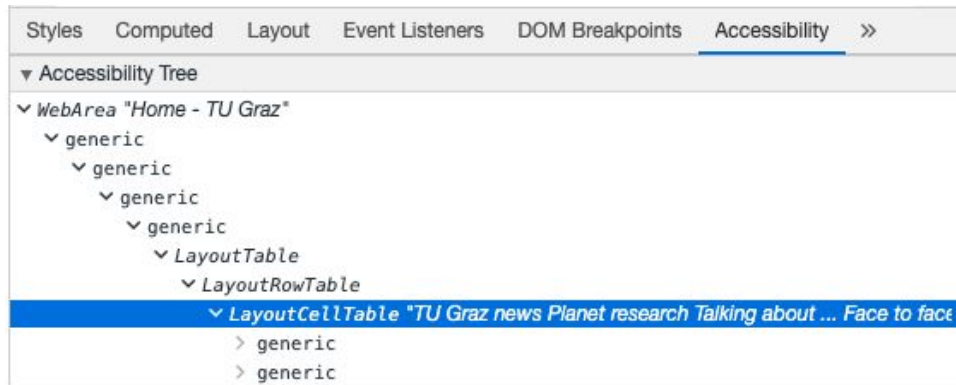 Styles Computed Layout Event Listeners DOM Breakpoints Accessibility »
▾ Accessibility Tree
WebArea "Home - TU Graz"
generic
generic
generic
generic
LayoutTable
LayoutRowTable
LayoutCellTable "TU Graz news Planet research Talking about ... Face to face
generic
generic